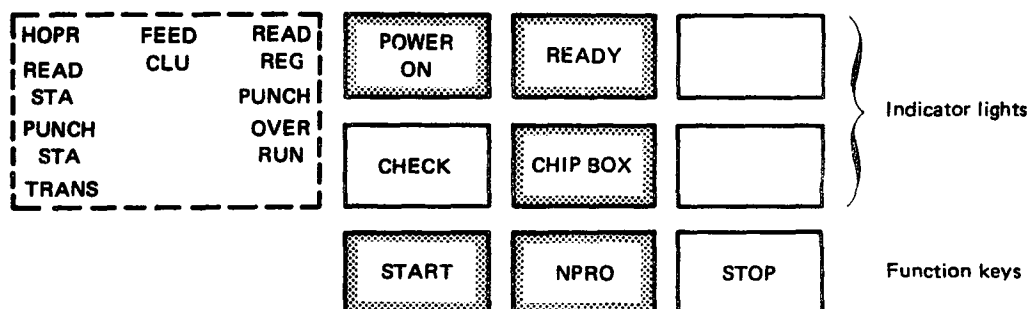 HOPR FEED READ
READ CLU REG
STA PUNCH
PUNCH OVER
STA RUN
TRANS
POWER
ON
READY
CHECK
CHIP BOX
Indicator lights
START
NPRO
STOP
Function keys